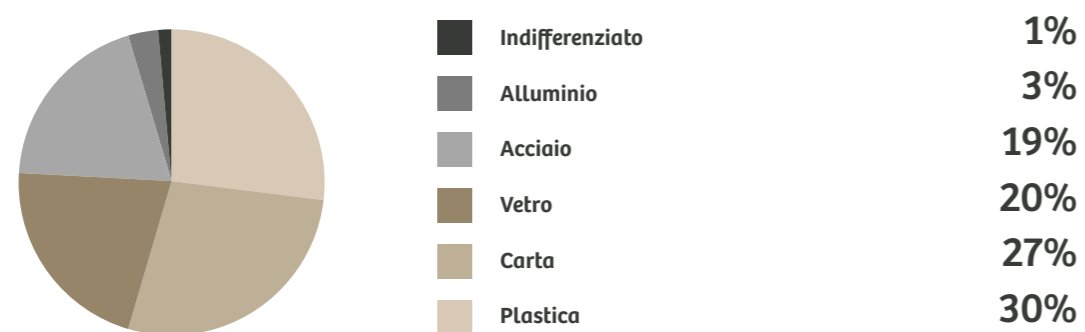 Indifferenziato 1%
Alluminio 3%
Acciaio 19%
Vetro 20%
Carta 27%
Plastica 30%